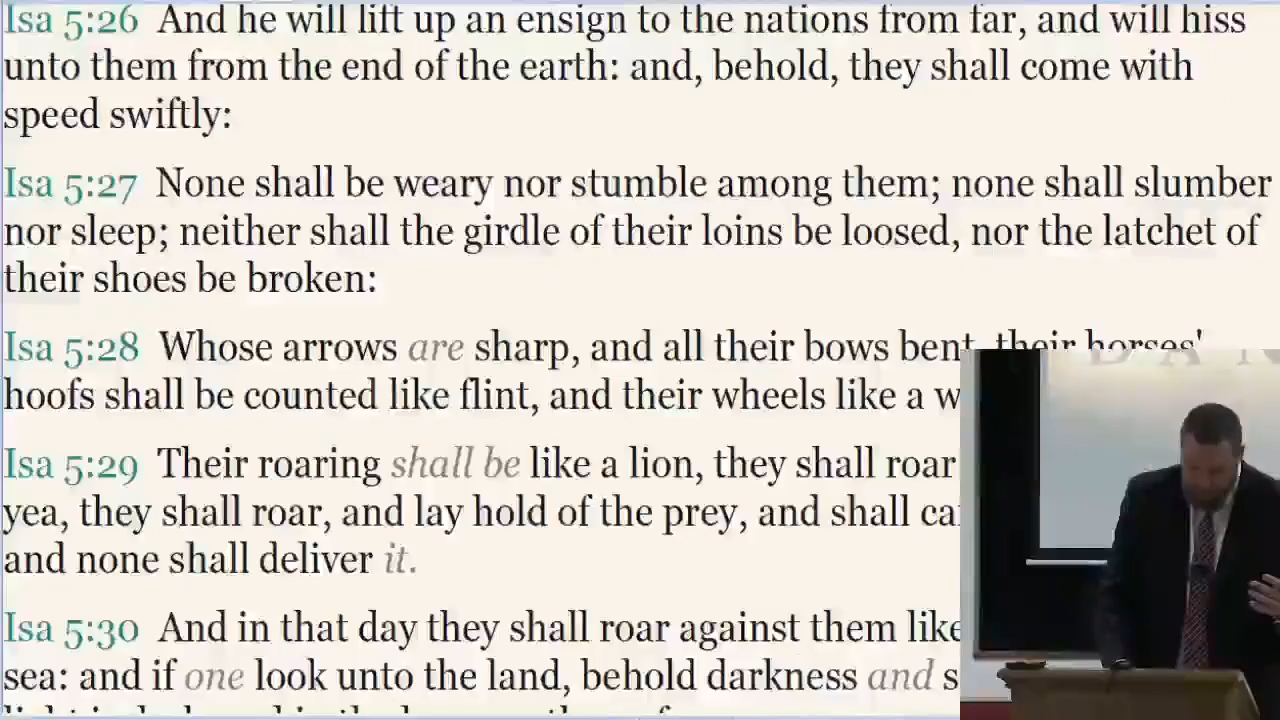 Isa 5:26 And he will lift up an ensign to the nations from far, and will hiss
unto them from the end of the earth: and, behold, they shall come with
speed swiftly:
Isa 5:27 None shall be weary nor stumble among them; none shall slumber
nor sleep; neither shall the girdle of their loins be loosed, nor the latchet of
their shoes be broken:
Isa 5:28 Whose arrows are sharp, and all their bows bent, their horses'
hoofs shall be counted like flint, and their wheels like a w
Isa 5:29 Their roaring shall be like a lion, they shall roar
yea, they shall roar, and lay hold of the prey, and shall ca
and none shall deliver it.
Isa 5:30 And in that day they shall roar against them like
sea: and if one look unto the land, behold darkness and s
D A N